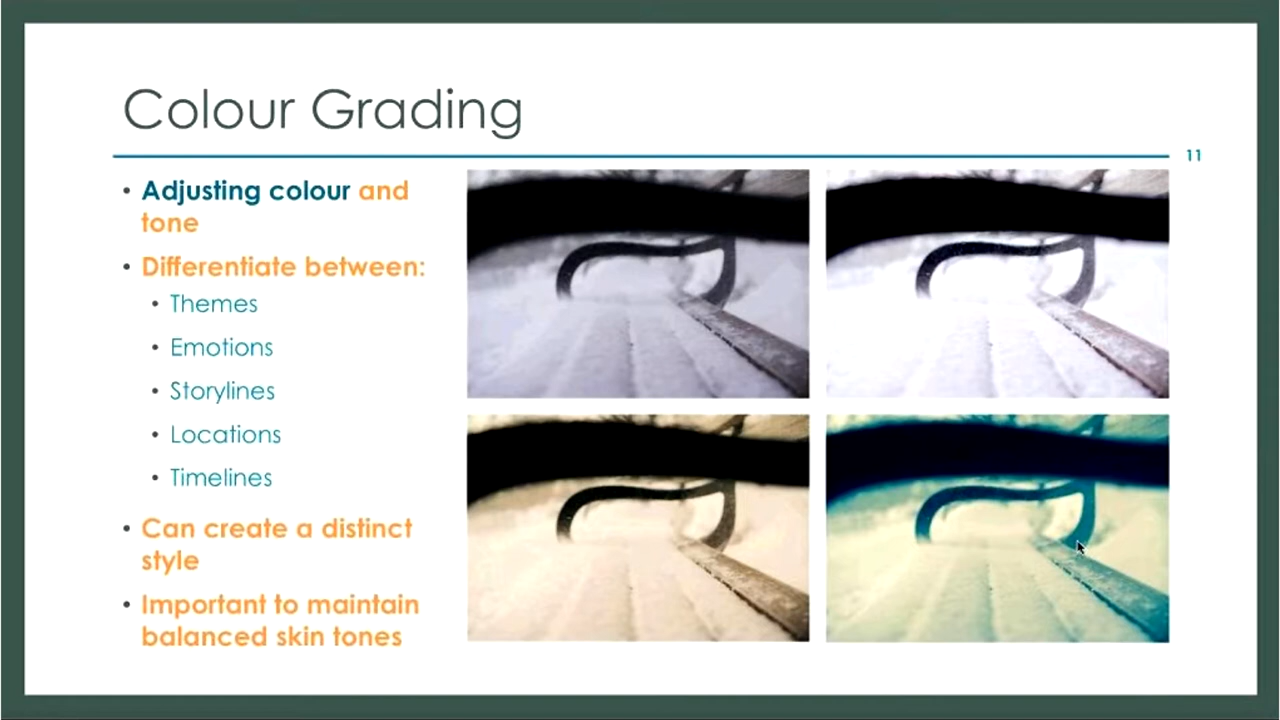 Colour Grading
11
• Adjusting colour and
tone
• Differentiate between:
• Themes
• Emotions
• Storylines
• Locations
• Timelines
• Can create a distinct
style
• Important to maintain
balanced skin tones